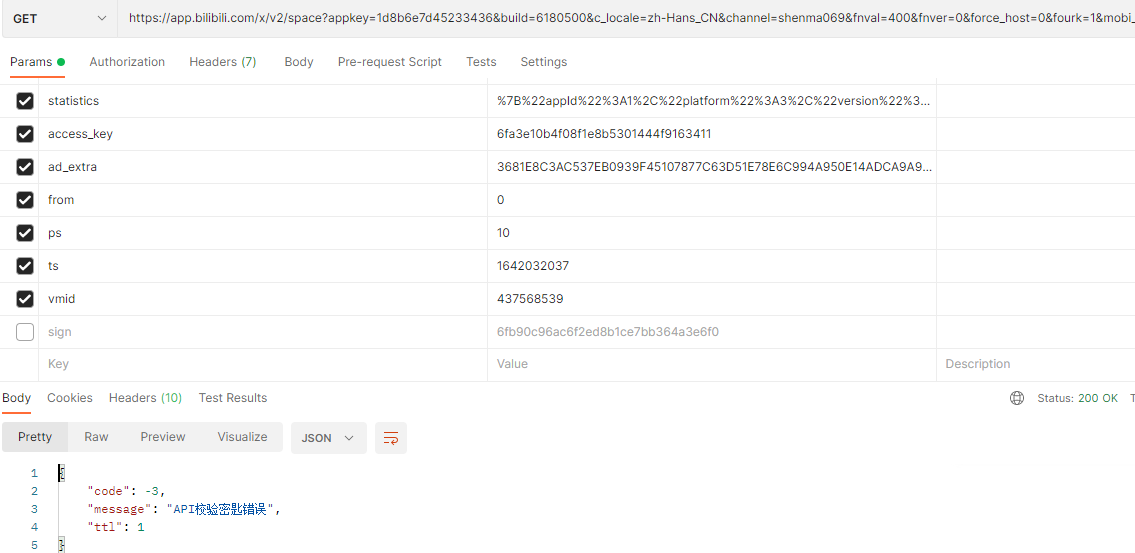 GET https://app.bilibili.com/x/v2/space?appkey=1d8b6e7d45233436&build=6180500&c_locale=zh-Hans_CN&channel=shenma069&fnval=400&fnver=0&force_host=0&fourk=1&mobi_
Params Authorization Headers (7) Body Pre-request Script Tests Settings
statistics %7B%22appId%22%3A1%2C%22platform%22%3A3%2C%22version%22%3...
access_key 6fa3e10b4f08f1e8b5301444f9163411
ad_extra 3681E8C3AC537EB0939F45107877C63D51E78E6C994A950E14ADCA9A9...
from 0
ps 10
ts 1642032037
vmid 437568539
sign 6fb90c96ac6f2ed8b1ce7bb364a3e6f0
Key Value Description
Body Cookies Headers (10) Test Results Status: 200 OK T
Pretty Raw Preview Visualize JSON
1 {
2 "code": -3,
3 "message": "API校验密匙错误",
4 "ttl": 1
5 }